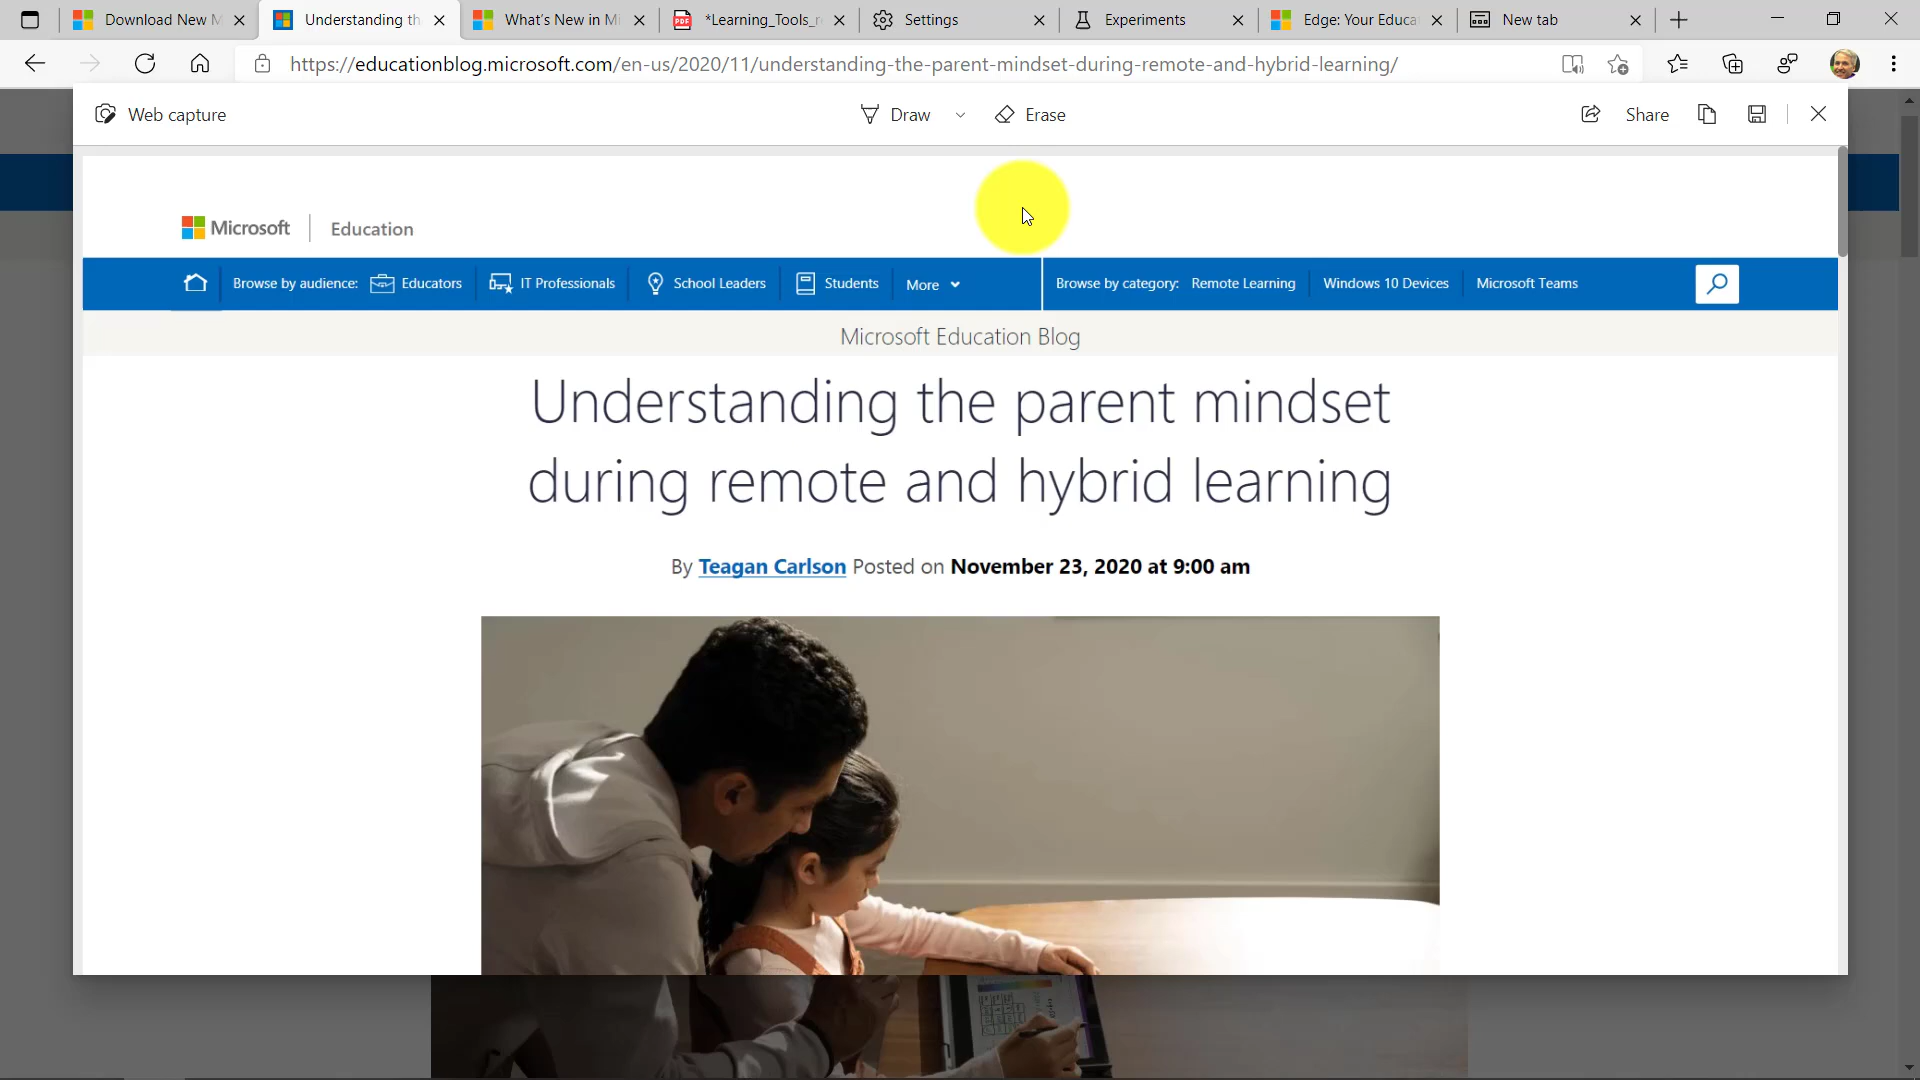 Download New M
Understanding th
What's New in Mi
*Learning_Tools_r
Settings
Experiments
Edge: Your Educa
New tab
https://educationblog.microsoft.com/en-us/2020/11/understanding-the-parent-mindset-during-remote-and-hybrid-learning/
Web capture
Draw
Erase
Share
Microsoft
Education
Browse by audience: Educators
IT Professionals
School Leaders
Students
More
Browse by category: Remote Learning
Windows 10 Devices
Microsoft Teams
Microsoft Education Blog
Understanding the parent mindset
during remote and hybrid learning
By Teagan Carlson Posted on November 23, 2020 at 9:00 am